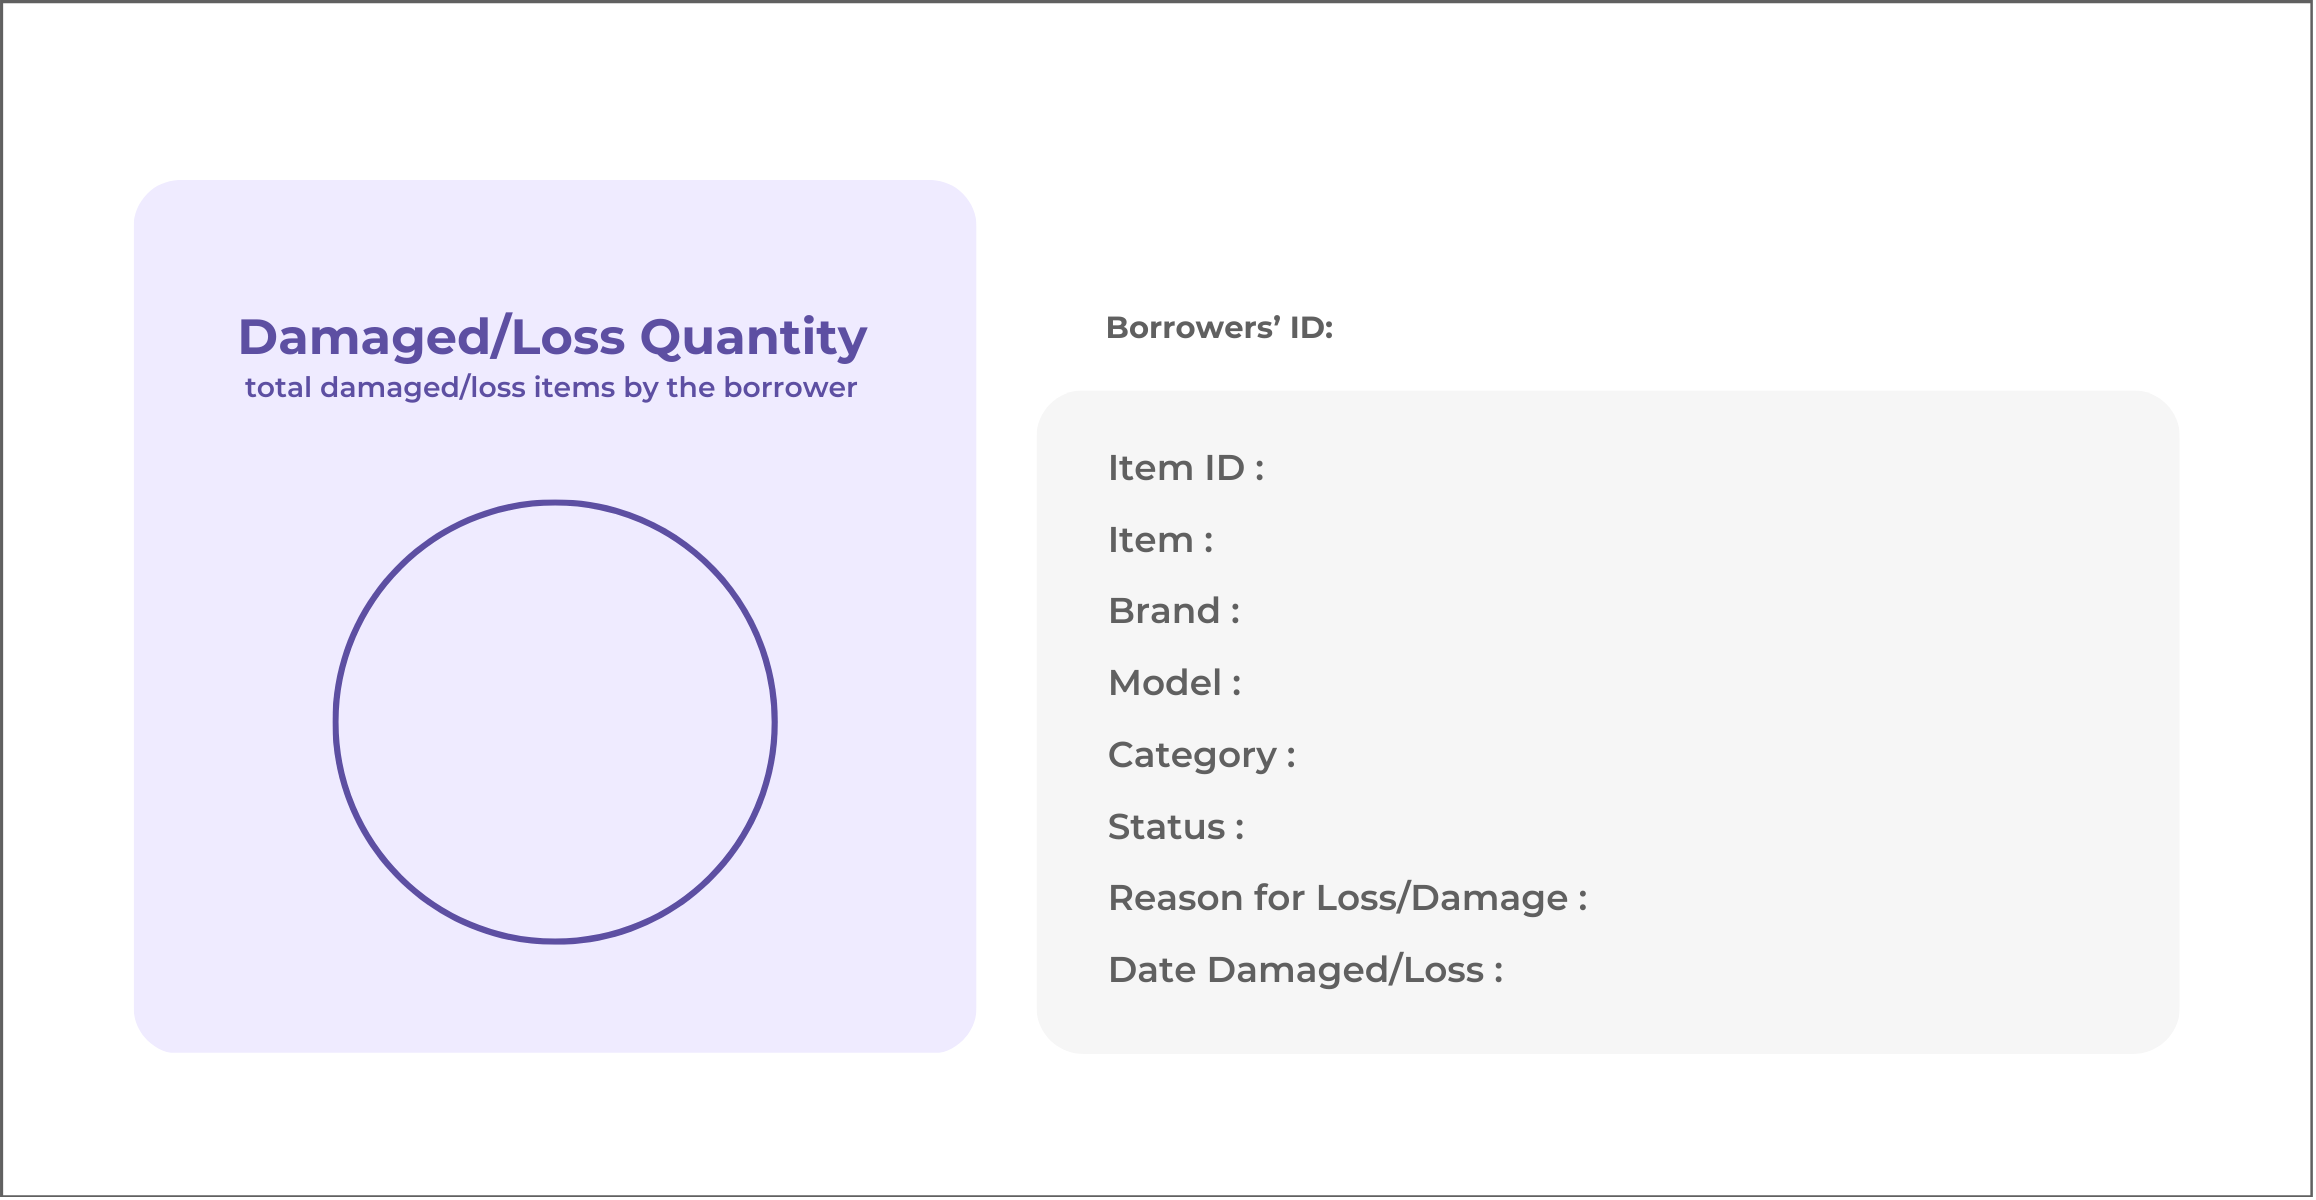 Damaged/Loss Quantity
total damaged/loss items by the borrower
Borrowers’ ID:
Item ID :
Item :
Brand :
Model :
Category :
Status :
Reason for Loss/Damage :
Date Damaged/Loss :